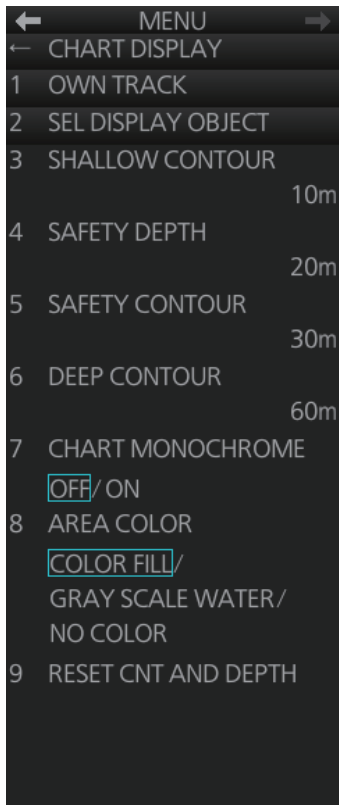 ← MENU →
← CHART DISPLAY
1 OWN TRACK
2 SEL DISPLAY OBJECT
3 SHALLOW CONTOUR
10m
4 SAFETY DEPTH
20m
5 SAFETY CONTOUR
30m
6 DEEP CONTOUR
60m
7 CHART MONOCHROME
OFF/ ON
8 AREA COLOR
COLOR FILL/
GRAY SCALE WATER/
NO COLOR
9 RESET CNT AND DEPTH